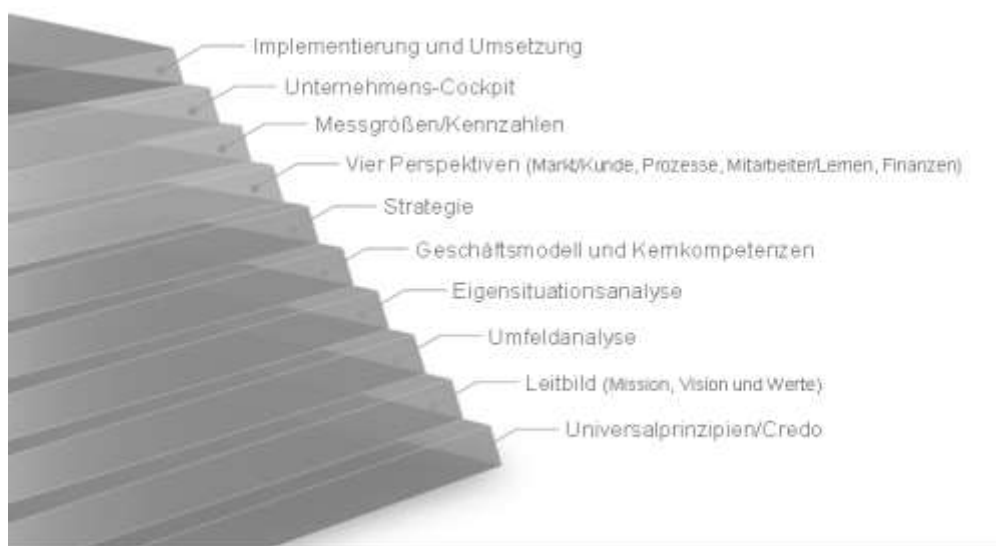 Implementierung und Umsetzung
Unternehmens-Cockpit
Messgrößen/Kennzahlen
Vier Perspektiven (Markt/Kunde, Prozesse, Mitarbeiter/Lernen, Finanzen)
Strategie
Geschäftsmodell und Kernkompetenzen
Eigensituationsanalyse
Umfeldanalyse
Leitbild (Mission, Vision und Werte)
Universalprinzipien/Credo